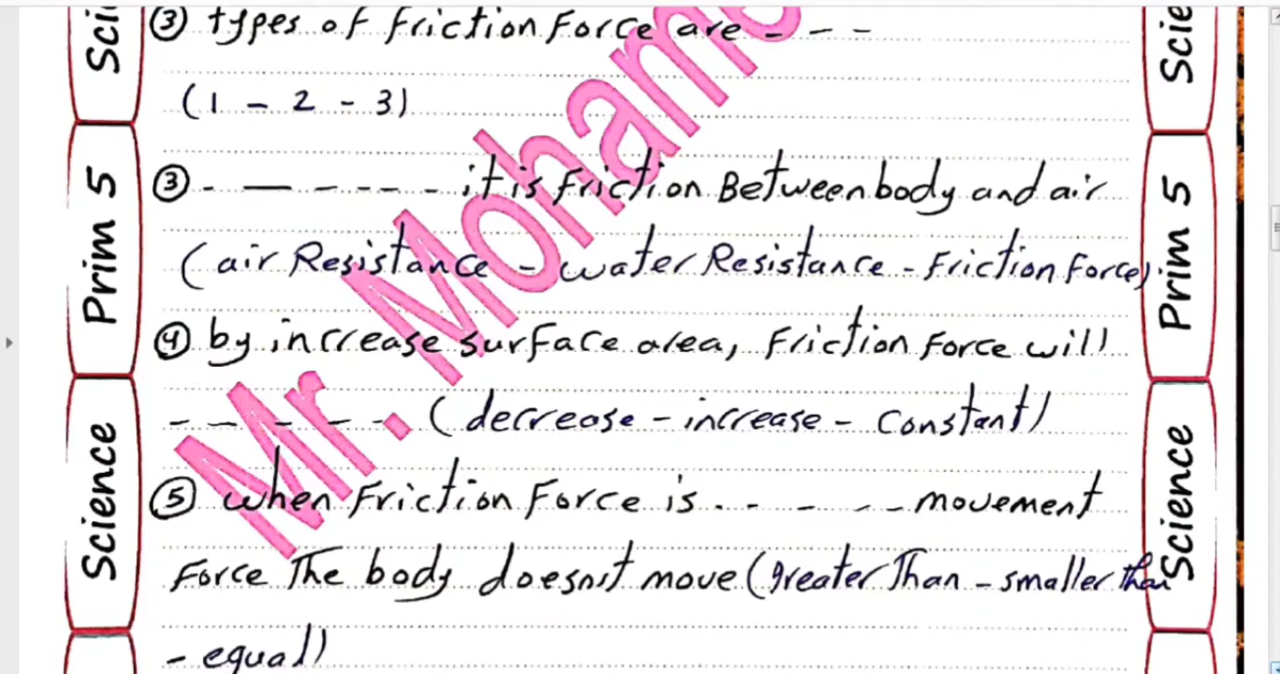 ③ types of friction Force are - - -
(1 - 2 - 3)
③ - — - - - - it is friction Between body and air
(air Resistance - water Resistance - friction Force).
④ by increase surface area, friction Force will
- - - - - (decrease - increase - Constant)
⑤ when friction Force is . - - - - movement
Force The body doesn't move (greater Than - smaller than
- equal)
Mr. Mohame
Sci
Prim 5
Science
Scie
Prim 5
Science